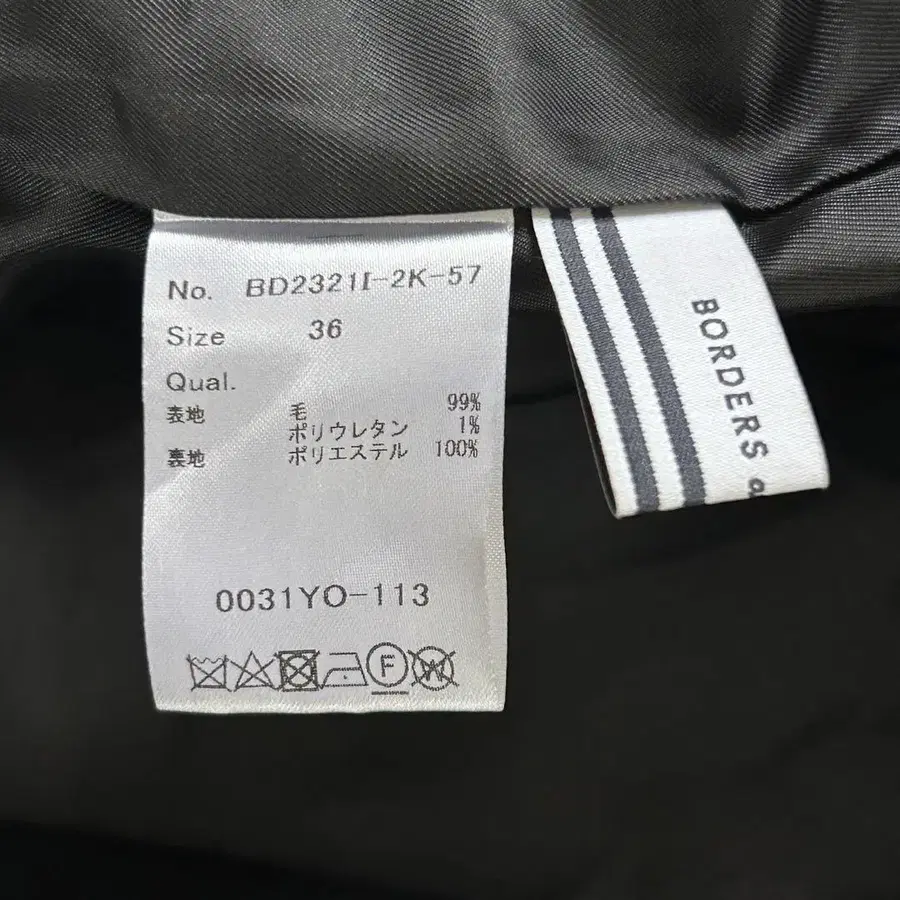 No. BD2321I-2K-57
Size 36
Qual.
表地 毛 99%
ポリウレタン 1%
裏地 ポリエステル 100%
0031YO-113
F
W
BORDERS